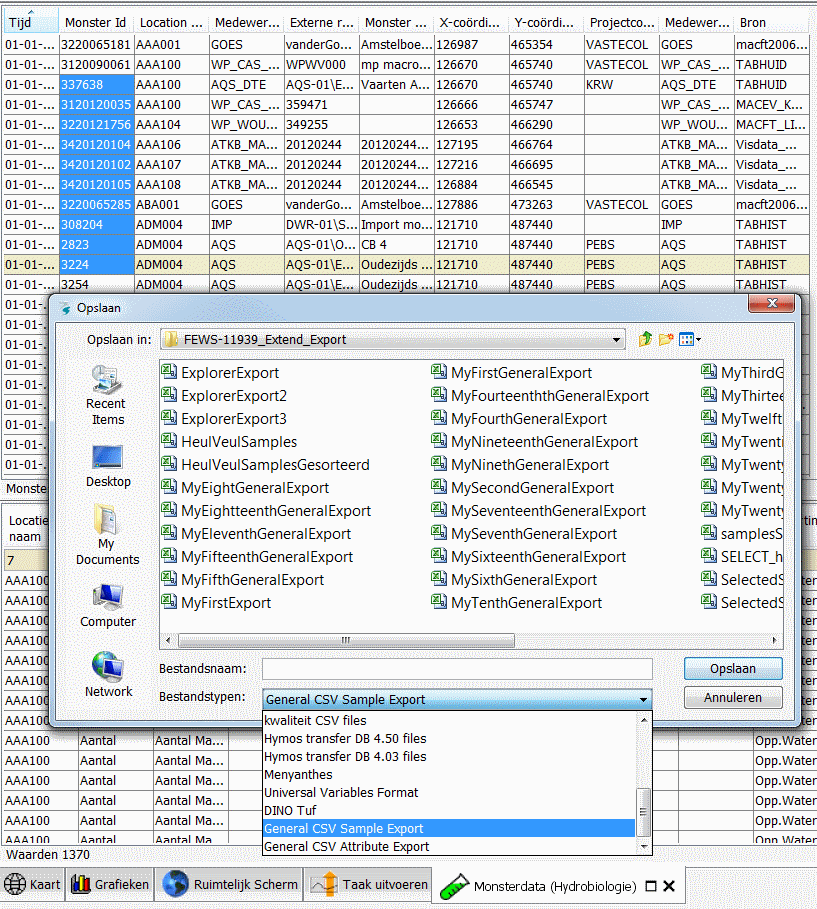 Tijd Monster Id Location ... Medewer... Externe r... Monster ... X-coördi... Y-coördi... Projectco... Medewer... Bron
01-01-... 3220065181 AAA001 GOES vanderGo... Amstelboe... 126987 465354 VASTECOL GOES macft2006...
01-01-... 3120090061 AAA100 WP_CAS_... WPWV000 mp macro... 126670 465740 VASTECOL WP_CAS_... TABHUID
01-01-... 337638 AAA100 AQS_DTE AQS-01\E... Vaarten A... 126670 465740 KRW AQS_DTE TABHUID
01-01-... 3120120035 AAA100 WP_CAS_... 359471 126666 465747 WP_CAS_... MACEV_K...
01-01-... 3220121756 AAA104 WP_WOU... 349255 126653 466290 WP_WOU... MACFT_LI...
01-01-... 3420120104 AAA106 ATKB_MA... 20120244 20120244... 127195 466764 ATKB_MA... Visdata_...
01-01-... 3420120102 AAA107 ATKB_MA... 20120244 20120244... 127216 466695 ATKB_MA... Visdata_...
01-01-... 3420120105 AAA108 ATKB_MA... 20120244 20120244... 126884 466545 ATKB_MA... Visdata_...
01-01-... 3220065285 ABA001 GOES vanderGo... Amstelboe... 127886 473263 VASTECOL GOES macft2006...
01-01-... 308204 ADM004 IMP DWR-01\S... Import mo... 121710 487440 IMP TABHIST
01-01-... 2823 ADM004 AQS AQS-01\O... CB 4 121710 487440 PEBS AQS TABHIST
01-01-... 3224 ADM004 AQS AQS-01\E... Oudezijds ... 121710 487440 PEBS AQS TABHIST
01-01-... 3254 ADM004 AQS AQS-01\E... Oudezijds ... 121710 487440 PEBS AQS TABHIST
Opslaan
Opslaan in: FEWS-11939_Extend_Export
Recent Items
Desktop
My Documents
Computer
Network
ExplorerExport MyFirstGeneralExport MyThirdG
ExplorerExport2 MyFourteenththGeneralExport MyThirtee
ExplorerExport3 MyFourthGeneralExport MyTwelft
HeulVeulSamples MyNineteenthGeneralExport MyTwenti
HeulVeulSamplesGesorteerd MyNinethGeneralExport MyTwenty
MyEightGeneralExport MySecondGeneralExport MyTwenty
MyEightteenthGeneralExport MySeventeenthGeneralExport MyTwenty
MyEleventhGeneralExport MySeventhGeneralExport samplesS
MyFifteenthGeneralExport MySixteenthGeneralExport SELECT_h
MyFifthGeneralExport MySixthGeneralExport SelectedS
MyFirstExport MyTenthGeneralExport SelectedS
Bestandsnaam: Opslaan
Bestandstypen: General CSV Sample Export Annuleren
kwaliteit CSV files
Hymos transfer DB 4.50 files
Hymos transfer DB 4.03 files
Menyanthes
Universal Variables Format
DINO Tuf
General CSV Sample Export
General CSV Attribute Export
Monste
Locatie
naam
7
AAA100
AAA100
AAA100
AAA100
AAA100
AAA100
AAA100
AAA100
AAA100 Aantal Aantal Ma... Opp.Water
AAA100 Aantal Aantal Ma... Opp.Water
AAA100 Aantal Aantal Ma... Opp.Water
AAA100 Aantal Aantal Ma... Opp.Water
AAA100 Aantal Aantal Ma... Opp.Water
AAA100 Aantal Aantal Ma... Opp.Water
Waarden 1370
Kaart Grafieken Ruimtelijk Scherm Taak uitvoeren Monsterdata (Hydrobiologie)